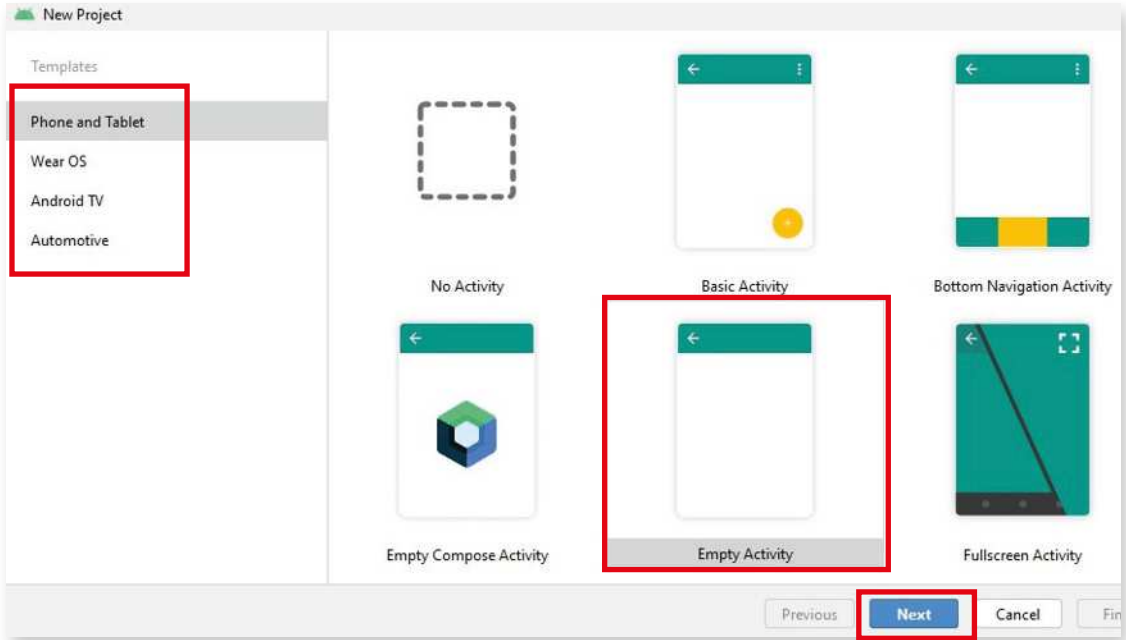 New Project
Templates
Phone and Tablet
Wear OS
Android TV
Automotive
No Activity
Basic Activity
Bottom Navigation Activity
Empty Compose Activity
Empty Activity
Fullscreen Activity
Previous
Next
Cancel